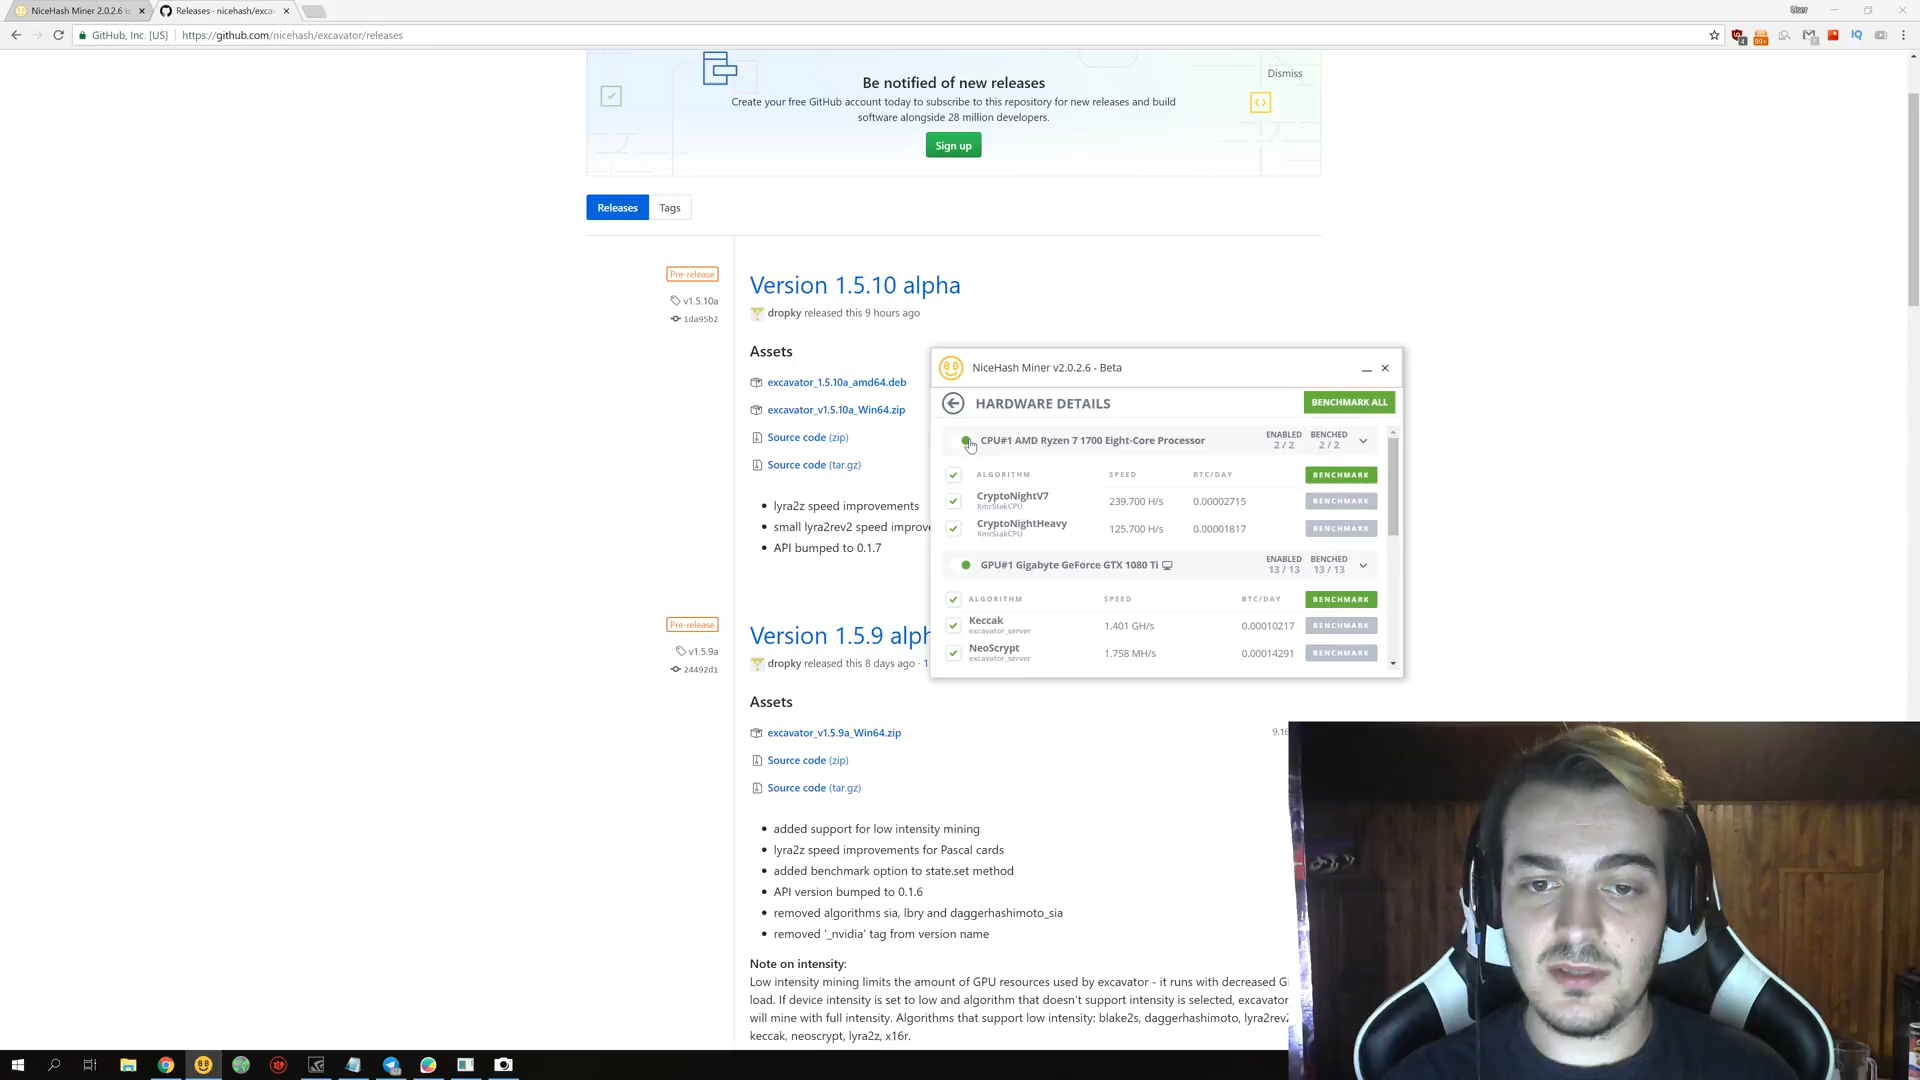 NiceHash Miner 2.0.2.6 is
Releases · nicehash/exca
User
GitHub, Inc. [US]
https://github.com/nicehash/excavator/releases
Be notified of new releases
Dismiss
Create your free GitHub account today to subscribe to this repository for new releases and build
software alongside 28 million developers.
Sign up
Releases
Tags
Pre-release
Version 1.5.10 alpha
v1.5.10a
dropky released this 9 hours ago
1da95b2
Assets
excavator_1.5.10a_amd64.deb
excavator_v1.5.10a_Win64.zip
Source code (zip)
Source code (tar.gz)
lyra2z speed improvements
small lyra2rev2 speed improve
API bumped to 0.1.7
NiceHash Miner v2.0.2.6 - Beta
HARDWARE DETAILS
BENCHMARK ALL
CPU#1 AMD Ryzen 7 1700 Eight-Core Processor
ENABLED
2 / 2
BENCHED
2 / 2
ALGORITHM
SPEED
BTC/DAY
BENCHMARK
CryptoNightV7
XmrStakCPU
239.700 H/s
0.00002715
BENCHMARK
CryptoNightHeavy
XmrStakCPU
125.700 H/s
0.00001817
BENCHMARK
GPU#1 Gigabyte GeForce GTX 1080 Ti
ENABLED
13 / 13
BENCHED
13 / 13
ALGORITHM
SPEED
BTC/DAY
BENCHMARK
Keccak
excavator_server
1.401 GH/s
0.00010217
BENCHMARK
NeoScrypt
excavator_server
1.758 MH/s
0.00014291
BENCHMARK
Pre-release
Version 1.5.9 alph
v1.5.9a
dropky released this 8 days ago · 1
24492d1
Assets
excavator_v1.5.9a_Win64.zip
9.16
Source code (zip)
Source code (tar.gz)
added support for low intensity mining
lyra2z speed improvements for Pascal cards
added benchmark option to state.set method
API version bumped to 0.1.6
removed algorithms sia, lbry and daggerhashimoto_sia
removed '_nvidia' tag from version name
Note on intensity:
Low intensity mining limits the amount of GPU resources used by excavator - it runs with decreased G
load. If device intensity is set to low and algorithm that doesn't support intensity is selected, excavator
will mine with full intensity. Algorithms that support low intensity: blake2s, daggerhashimoto, lyra2rev2
keccak, neoscrypt, lyra2z, x16r.